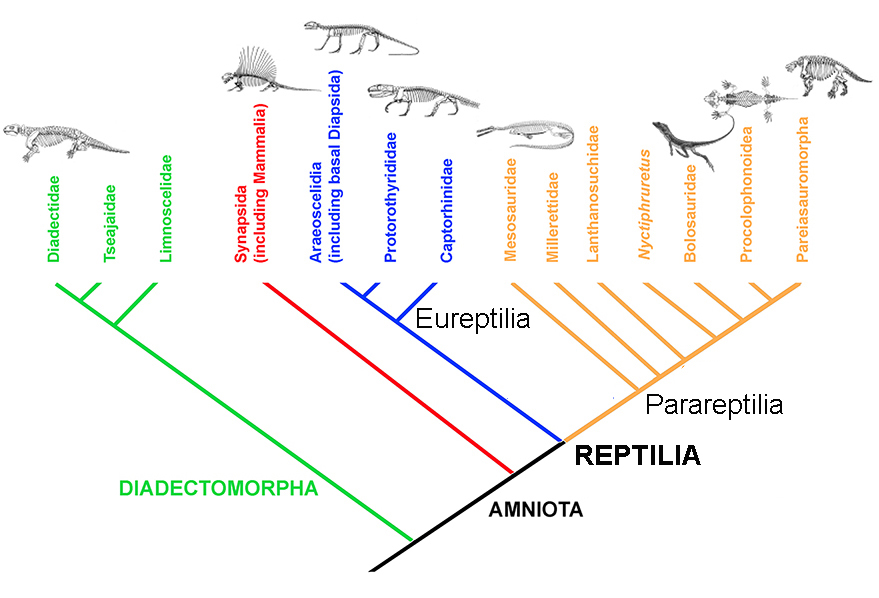 Diadectidae
Tseajaidae
Limnoscelidae
Synapsida
(including Mammalia)
Araeoscelidia
(including basal Diapsida)
Protorothyrididae
Captorhinidae
Mesosauridae
Millerettidae
Lanthanosuchidae
Nyctiphruretus
Bolosauridae
Procolophonoidea
Pareiasauromorpha
Eureptilia
Parareptilia
REPTILIA
DIADECTOMORPHA
AMNIOTA